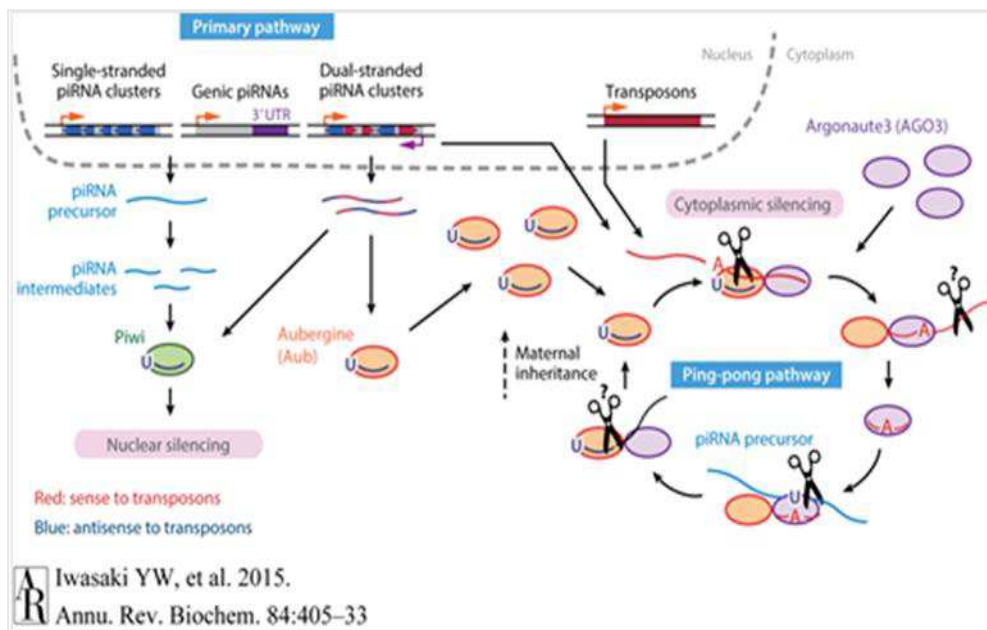 Primary pathway
Nucleus
Cytoplasm
Single-stranded
piRNA clusters
Genic piRNAs
3'UTR
Dual-stranded
piRNA clusters
Transposons
Argonaute3 (AGO3)
piRNA
precursor
Cytoplasmic silencing
U
U
U
A
U
piRNA
intermediates
?
A
Piwi
U
Aubergine
(Aub)
U
U
Maternal
inheritance
Ping-pong pathway
?
U
A
piRNA precursor
U
A
Nuclear silencing
Red: sense to transposons
Blue: antisense to transposons
AR
Iwasaki YW, et al. 2015.
Annu. Rev. Biochem. 84:405–33